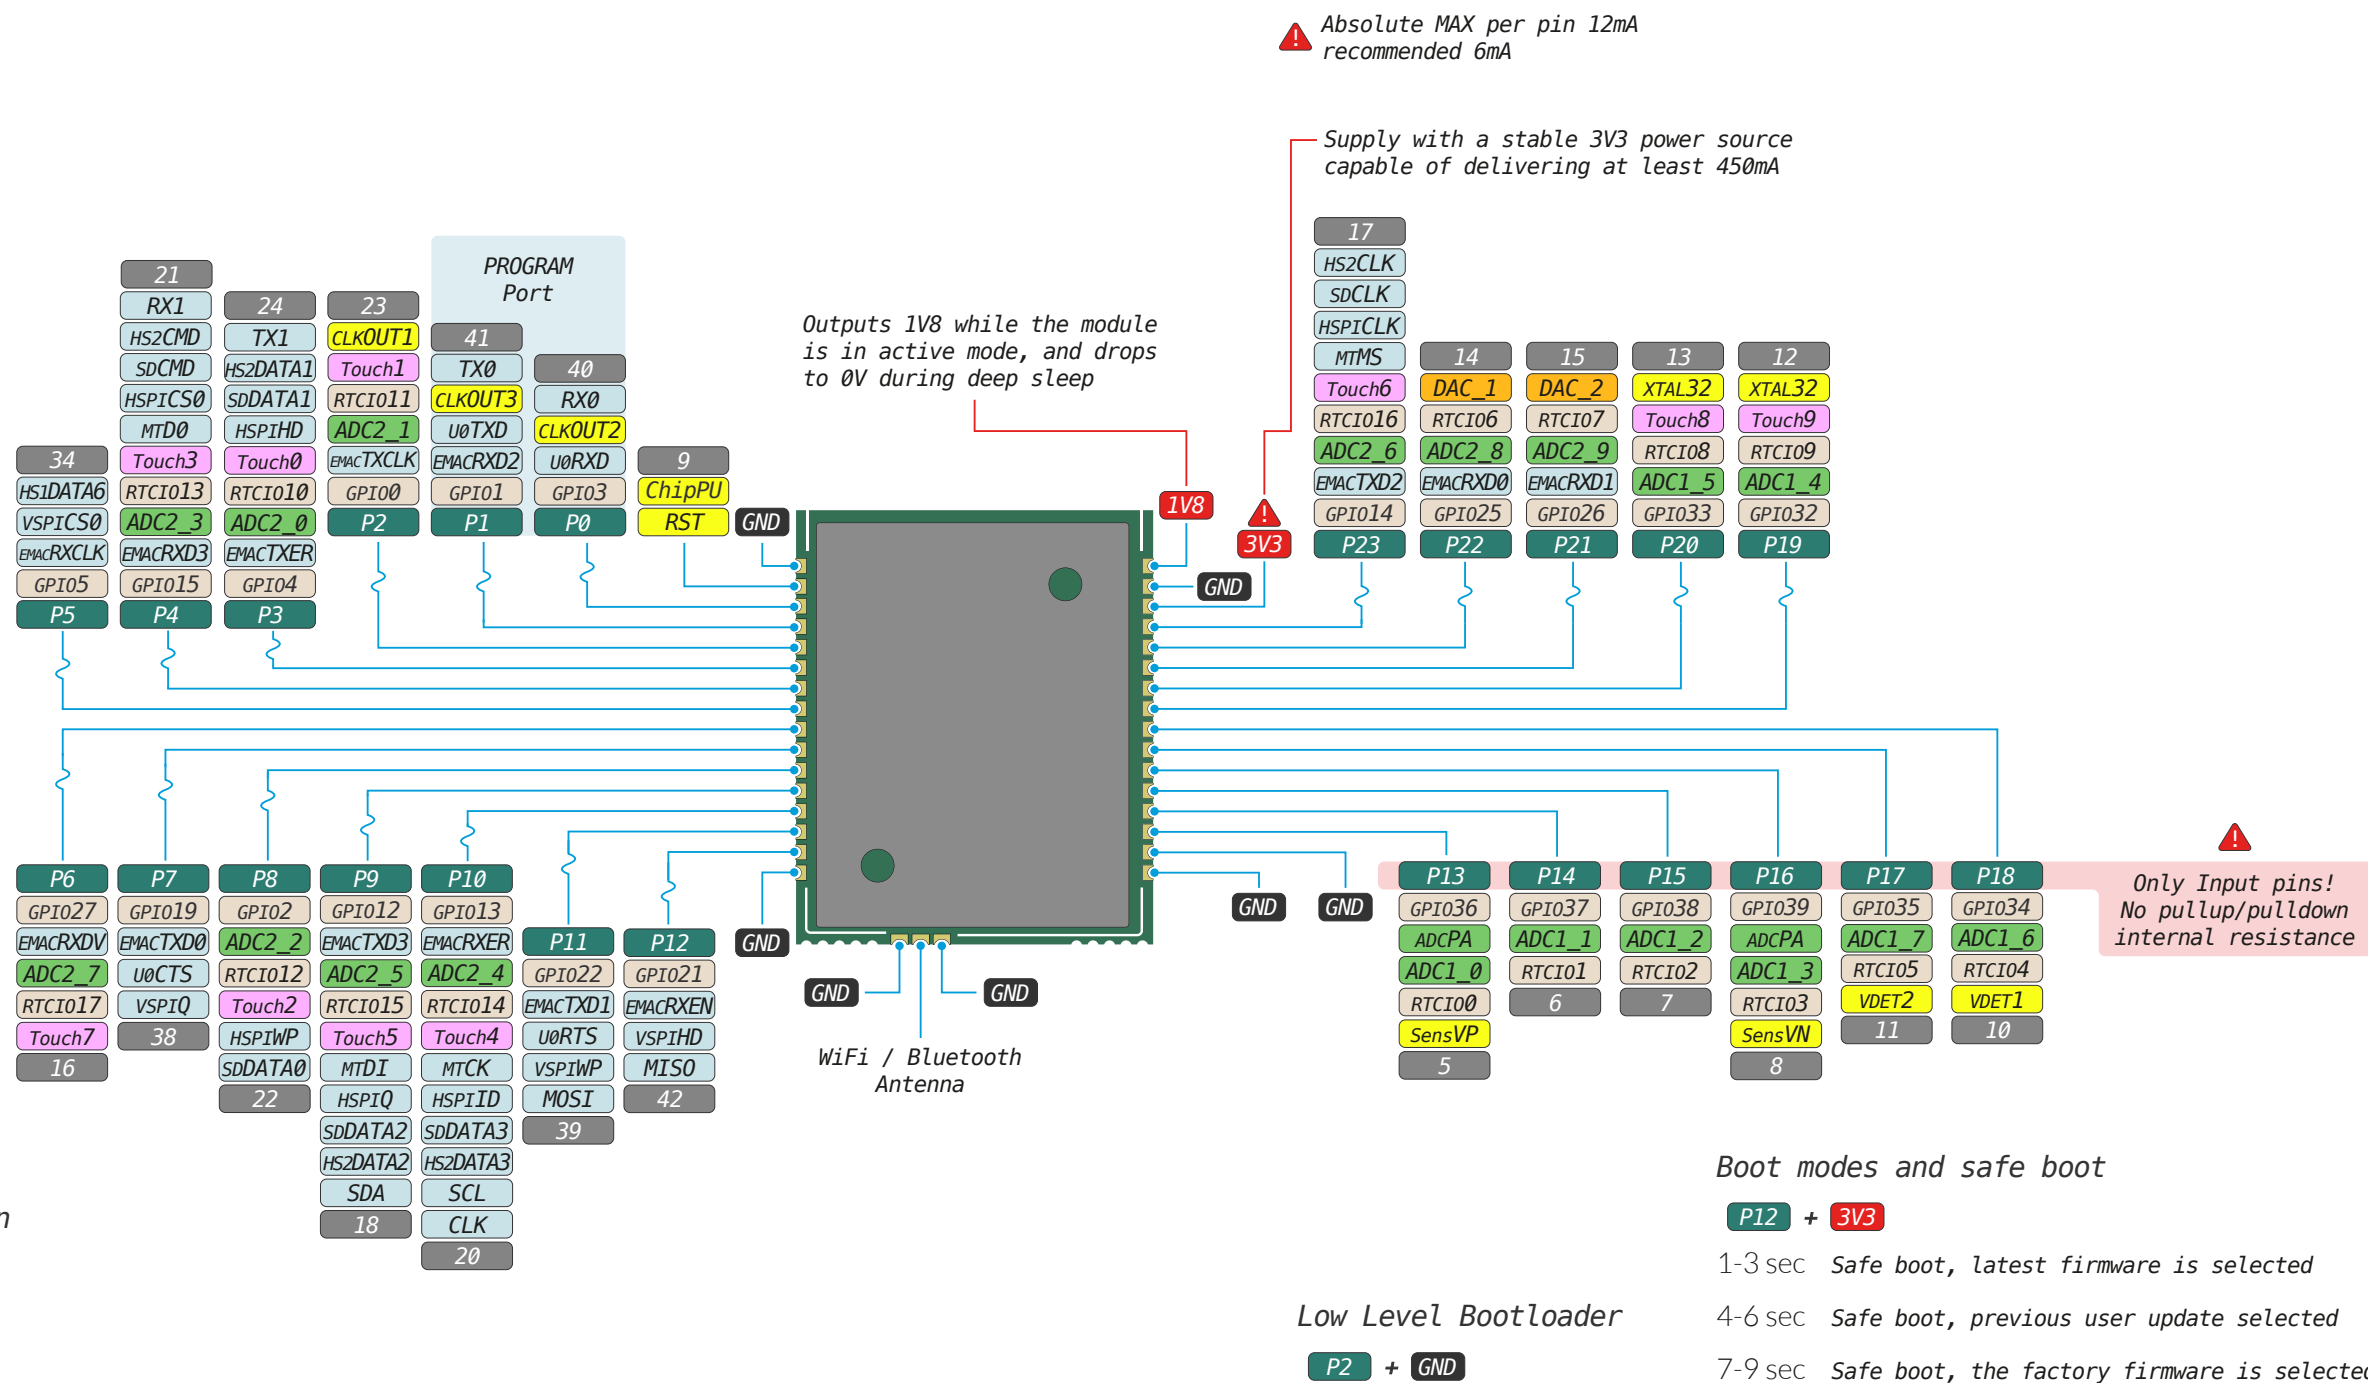 Absolute MAX per pin 12mA
recommended 6mA
Supply with a stable 3V3 power source
capable of delivering at least 450mA
PROGRAM
Port
Outputs 1V8 while the module
is in active mode, and drops
to 0V during deep sleep
34
HS1DATA6
VSPICS0
EMACRXCLK
GPIO5
P5
21
RX1
HS2CMD
SDCMD
HSPICS0
MTDO
Touch3
RTCIO13
ADC2_3
EMACRXD3
GPIO15
P4
24
TX1
HS2DATA1
SDDATA1
HSPIHD
Touch0
RTCIO10
ADC2_0
EMACTXER
GPIO4
P3
23
CLKOUT1
Touch1
RTCIO11
ADC2_1
EMACTXCLK
GPIO0
P2
41
TX0
CLKOUT3
U0TXD
EMACRXD2
GPIO1
P1
40
RX0
CLKOUT2
U0RXD
GPIO3
P0
9
ChipPU
RST
GND
1V8
GND
3V3
17
HS2CLK
SDCLK
HSPICLK
MTMS
Touch6
RTCIO16
ADC2_6
EMACTXD2
GPIO14
P23
14
DAC_1
RTCIO6
ADC2_8
EMACRXD0
GPIO25
P22
15
DAC_2
RTCIO7
ADC2_9
EMACRXD1
GPIO26
P21
13
XTAL32
Touch8
RTCIO8
ADC1_5
GPIO33
P20
12
XTAL32
Touch9
RTCIO9
ADC1_4
GPIO32
P19
P6
GPIO27
EMACRXDV
ADC2_7
RTCIO17
Touch7
16
P7
GPIO19
EMACTXD0
U0CTS
VSPIQ
38
P8
GPIO2
ADC2_2
RTCIO12
Touch2
HSPIWP
SDDATA0
22
P9
GPIO12
EMACTXD3
ADC2_5
RTCIO15
Touch5
MTDI
HSPIQ
SDDATA2
HS2DATA2
SDA
18
P10
GPIO13
EMACRXER
ADC2_4
RTCIO14
Touch4
MTCK
HSPIID
SDDATA3
HS2DATA3
SCL
CLK
20
P11
GPIO22
EMACTXD1
U0RTS
VSPIWP
MOSI
39
P12
GPIO21
EMACRXEN
VSPIHD
MISO
42
GND
GND
GND
WiFi / Bluetooth
Antenna
GND
GND
P13
GPIO36
ADCPA
ADC1_0
RTCIO0
SensVP
5
P14
GPIO37
ADC1_1
RTCIO1
6
P15
GPIO38
ADC1_2
RTCIO2
7
P16
GPIO39
ADCPA
ADC1_3
RTCIO3
SensVN
8
P17
GPIO35
ADC1_7
RTCIO5
VDET2
11
P18
GPIO34
ADC1_6
RTCIO4
VDET1
10
Only Input pins!
No pullup/pulldown
internal resistance
Boot modes and safe boot
P12 + 3V3
1-3 sec Safe boot, latest firmware is selected
4-6 sec Safe boot, previous user update selected
7-9 sec Safe boot, the factory firmware is selected
Low Level Bootloader
P2 + GND